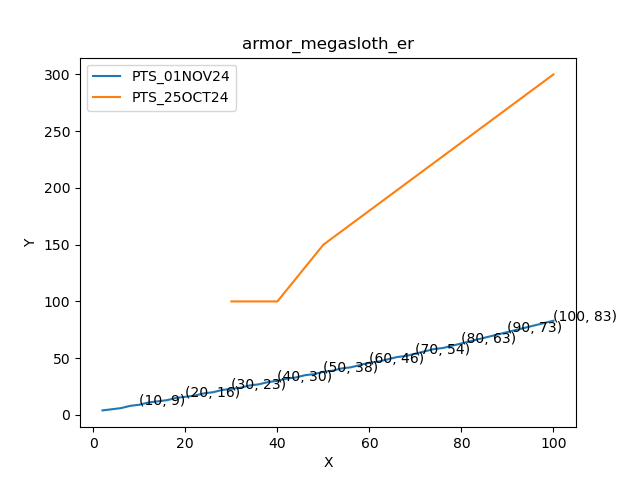 armor_megasloth_er
PTS_01NOV24
PTS_25OCT24
300
250
200
150
100
50
0
Y
(10, 9)
(20, 16)
(30, 23)
(40, 30)
(50, 38)
(60, 46)
(70, 54)
(80, 63)
(90, 73)
(100, 83)
0 20 40 60 80 100
X